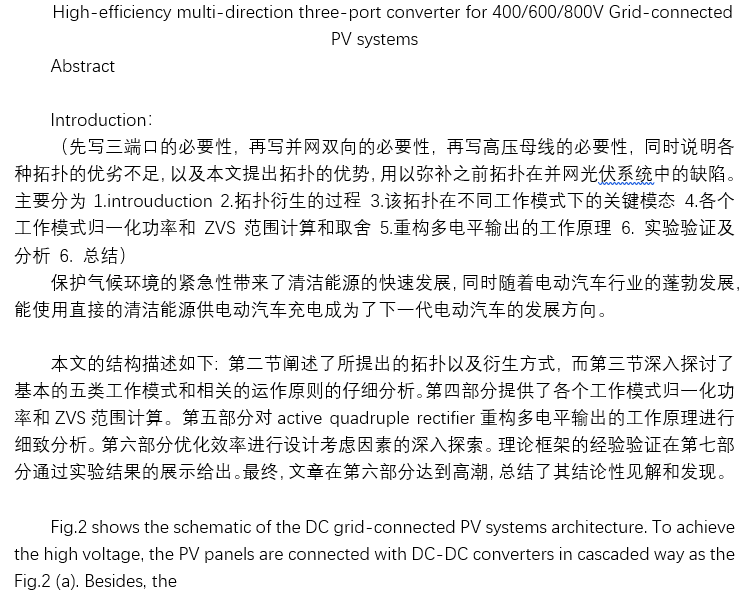 High-efficiency multi-direction three-port converter for 400/600/800V Grid-connected
PV systems
Abstract
Introduction:
（先写三端口的必要性，再写并网双向的必要性，再写高压母线的必要性，同时说明各
种拓扑的优劣不足，以及本文提出拓扑的优势，用以弥补之前拓扑在并网光伏系统中的缺陷。
主要分为 1.introuduction 2.拓扑衍生的过程 3.该拓扑在不同工作模式下的关键模态 4.各个
工作模式归一化功率和 ZVS 范围计算和取舍 5.重构多电平输出的工作原理 6. 实验验证及
分析 6. 总结）
保护气候环境的紧急性带来了清洁能源的快速发展，同时随着电动汽车行业的蓬勃发展，
能使用直接的清洁能源供电动汽车充电成为了下一代电动汽车的发展方向。
本文的结构描述如下：第二节阐述了所提出的拓扑以及衍生方式，而第三节深入探讨了
基本的五类工作模式和相关的运作原则的仔细分析。第四部分提供了各个工作模式归一化功
率和 ZVS 范围计算。第五部分对 active quadruple rectifier 重构多电平输出的工作原理进行
细致分析。第六部分优化效率进行设计考虑因素的深入探索。理论框架的经验验证在第七部
分通过实验结果的展示给出。最终，文章在第六部分达到高潮，总结了其结论性见解和发现。
Fig.2 shows the schematic of the DC grid-connected PV systems architecture. To achieve
the high voltage, the PV panels are connected with DC-DC converters in cascaded way as the
Fig.2 (a). Besides, the